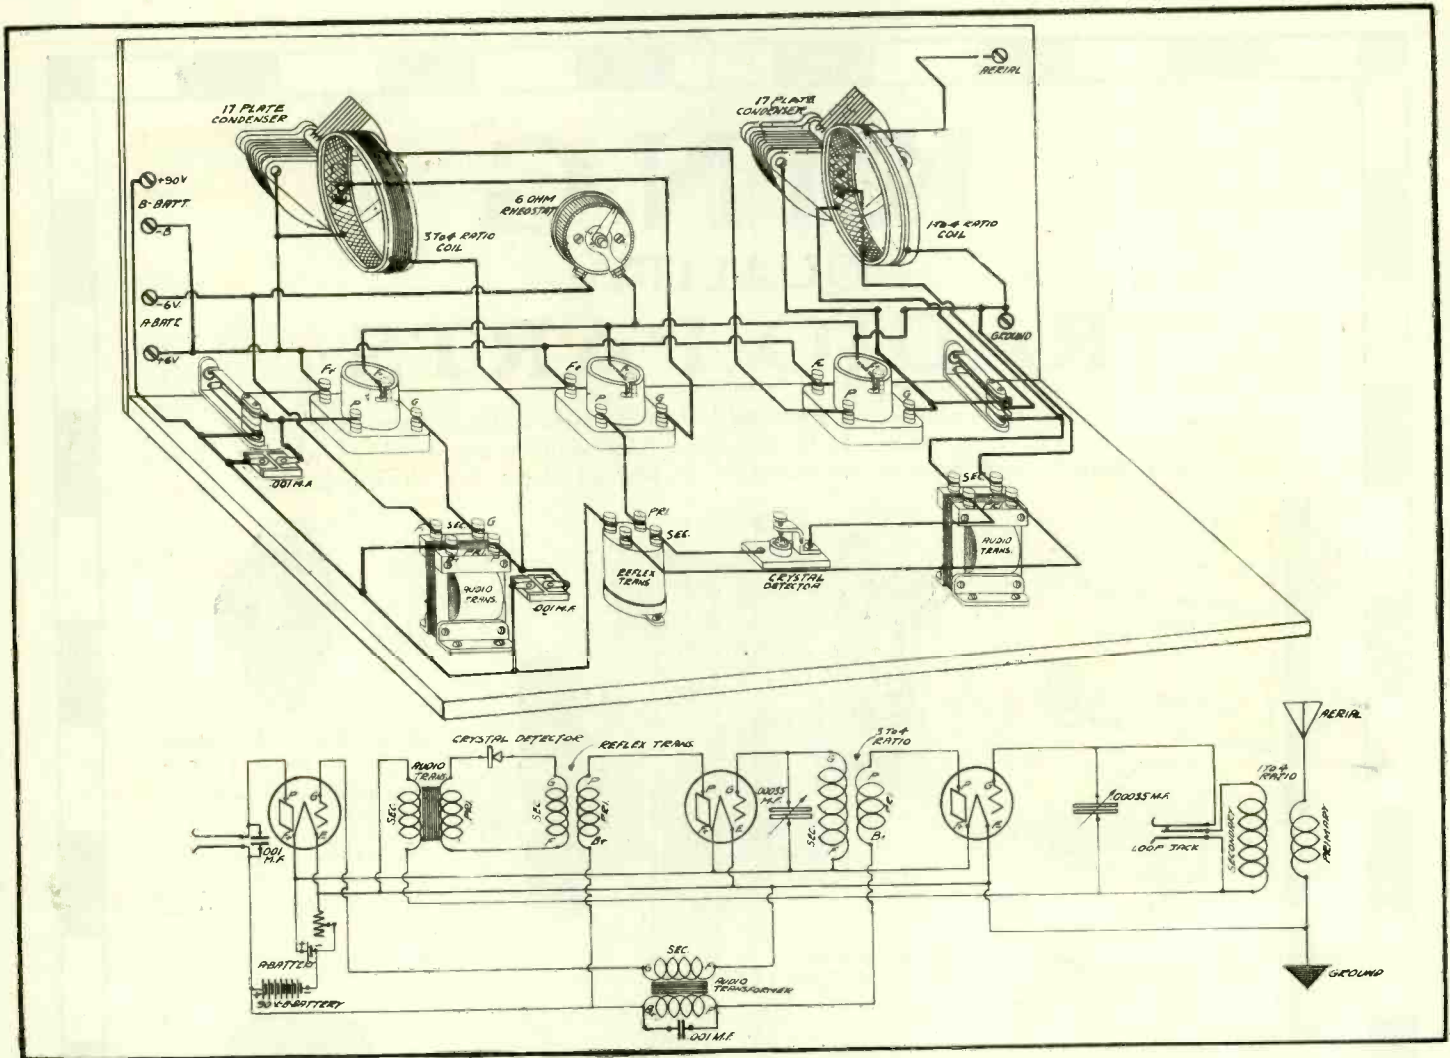 AERIAL
17 PLATE
CONDENSER
17 PLATE
CONDENSER
+90V
B-BATT.
-B
-6V.
A-BATT.
+6V
6 OHM
RHEOSTAT
3 TO 4 RATIO
COIL
1 TO 4 RATIO
COIL
GROUND
P
G
P
G
P
G
.001 M.A
SEC.
G
PRI.
AUDIO
TRANS.
.001 M.F.
PRI.
SEC.
REFLEX
TRANS
CRYSTAL
DETECTOR
SEC.
AUDIO
TRANS.
CRYSTAL DETECTOR
REFLEX TRANS.
3 TO 4
RATIO
AERIAL
AUDIO
TRANS.
SEC.
PRI.
SEC.
PRI.
P
G
.00035
M.F.
SEC.
PRI.
P
G
.00035 M.F.
1 TO 4
RATIO
LOOP JACK
SECONDARY
PRIMARY
P
G
.001
M.F.
A-BATTERY
90 V-B-BATTERY
SEC.
AUDIO
TRANSFORMER
.001 M.F.
GROUND